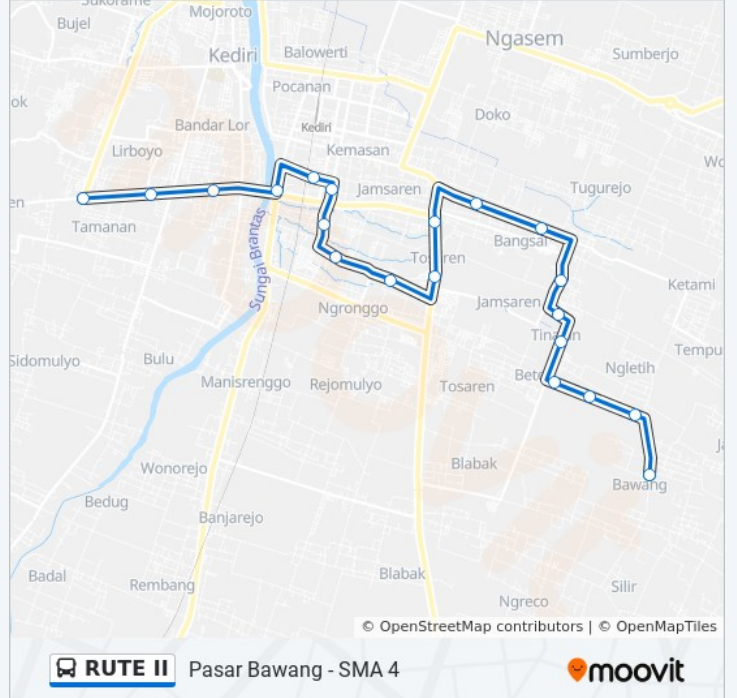 Sukorame
Mojoroto
Bujel
Ngasem
Kediri
Balowerti
Sumberjo
Pocanan
ok
Doko
Bandar Lor
Kediri
Lirboyo
Kemasan
Wo
Jamsaren
Tugurejo
en
Tamanan
Sungai Brantas
Bangsal
Tosaren
Ketami
Jamsaren
Ngronggo
Tinalan
Tempu
Sidomulyo
Bulu
Ngletih
Manisrenggo
Rejomulyo
Tosaren
Bete
Blabak
Wonorejo
Bawang
Bedug
Banjarejo
Badal
Rembang
Blabak
Silir
Ngreco
© OpenStreetMap contributors | © OpenMapTiles
RUTE II Pasar Bawang - SMA 4 moovit